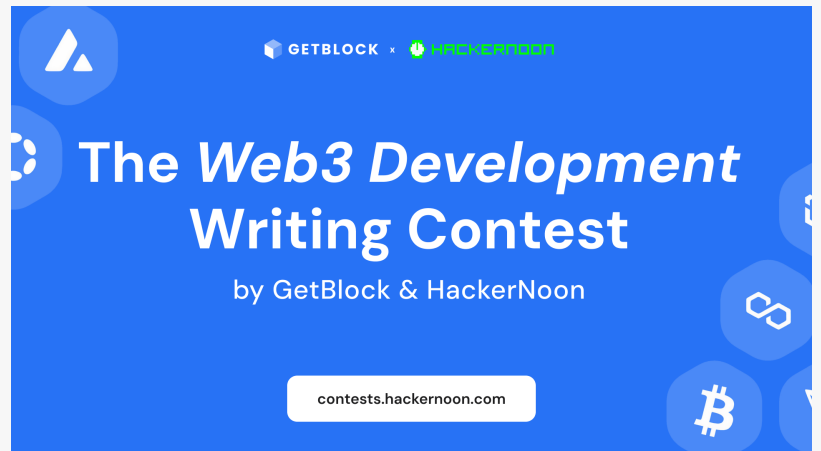 GETBLOCK x HACKERNOON
The Web3 Development
Writing Contest
by GetBlock & HackerNoon
contests.hackernoon.com